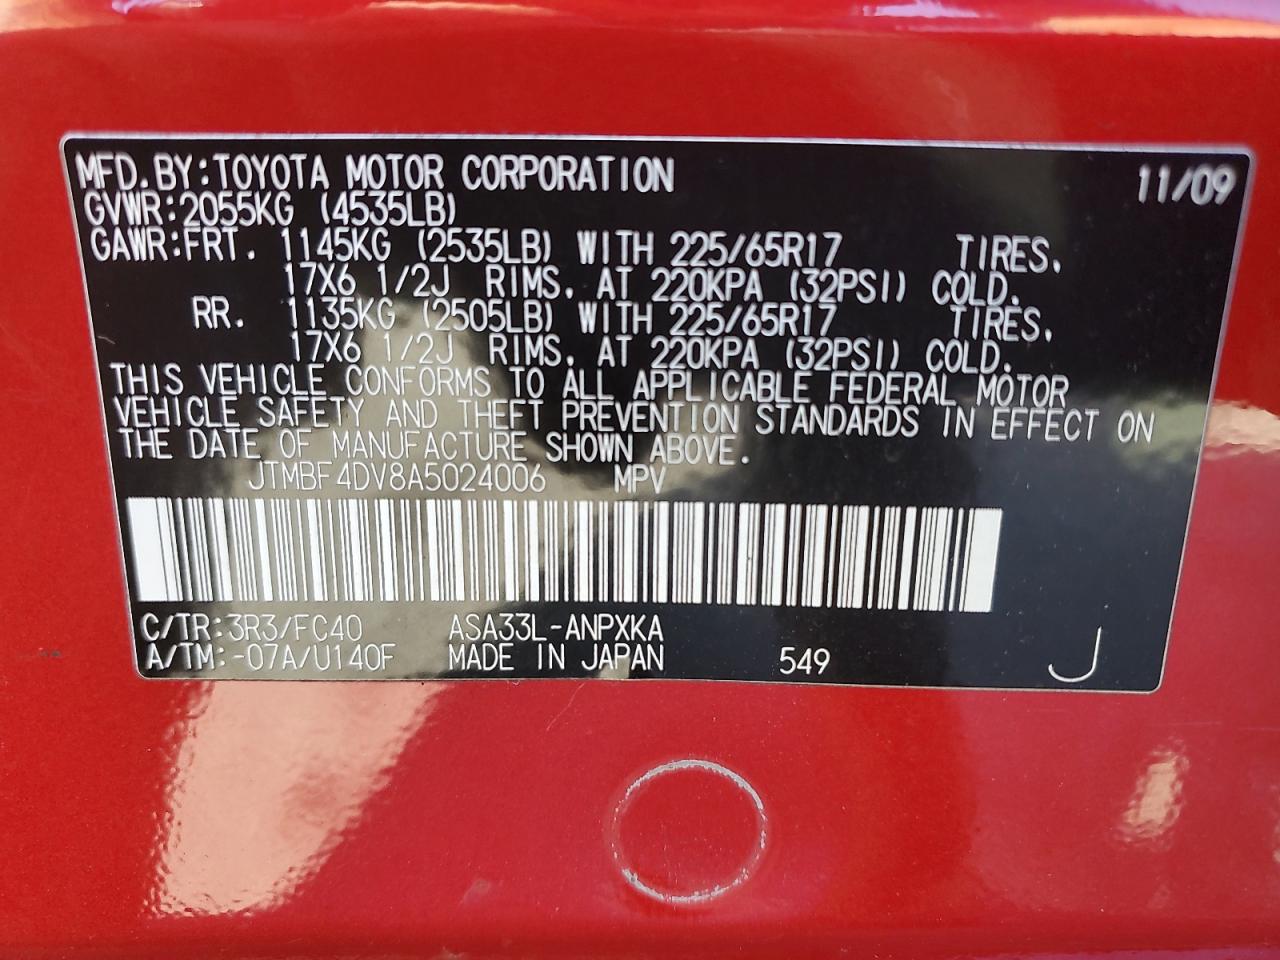 MFD.BY:TOYOTA MOTOR CORPORATION 11/09
GVWR:2055KG (4535LB)
GAWR:FRT. 1145KG (2535LB) WITH 225/65R17 TIRES.
17X6 1/2J RIMS, AT 220KPA (32PSI) COLD.
RR. 1135KG (2505LB) WITH 225/65R17 TIRES,
17X6 1/2J RIMS, AT 220KPA (32PSI) COLD.
THIS VEHICLE CONFORMS TO ALL APPLICABLE FEDERAL MOTOR
VEHICLE SAFETY AND THEFT PREVENTION STANDARDS IN EFFECT ON
THE DATE OF MANUFACTURE SHOWN ABOVE.
JTMBF4DV8A5024006 MPV
C/TR:3R3/FC40 ASA33L-ANPXKA
A/TM:-07A/U140F MADE IN JAPAN 549 J